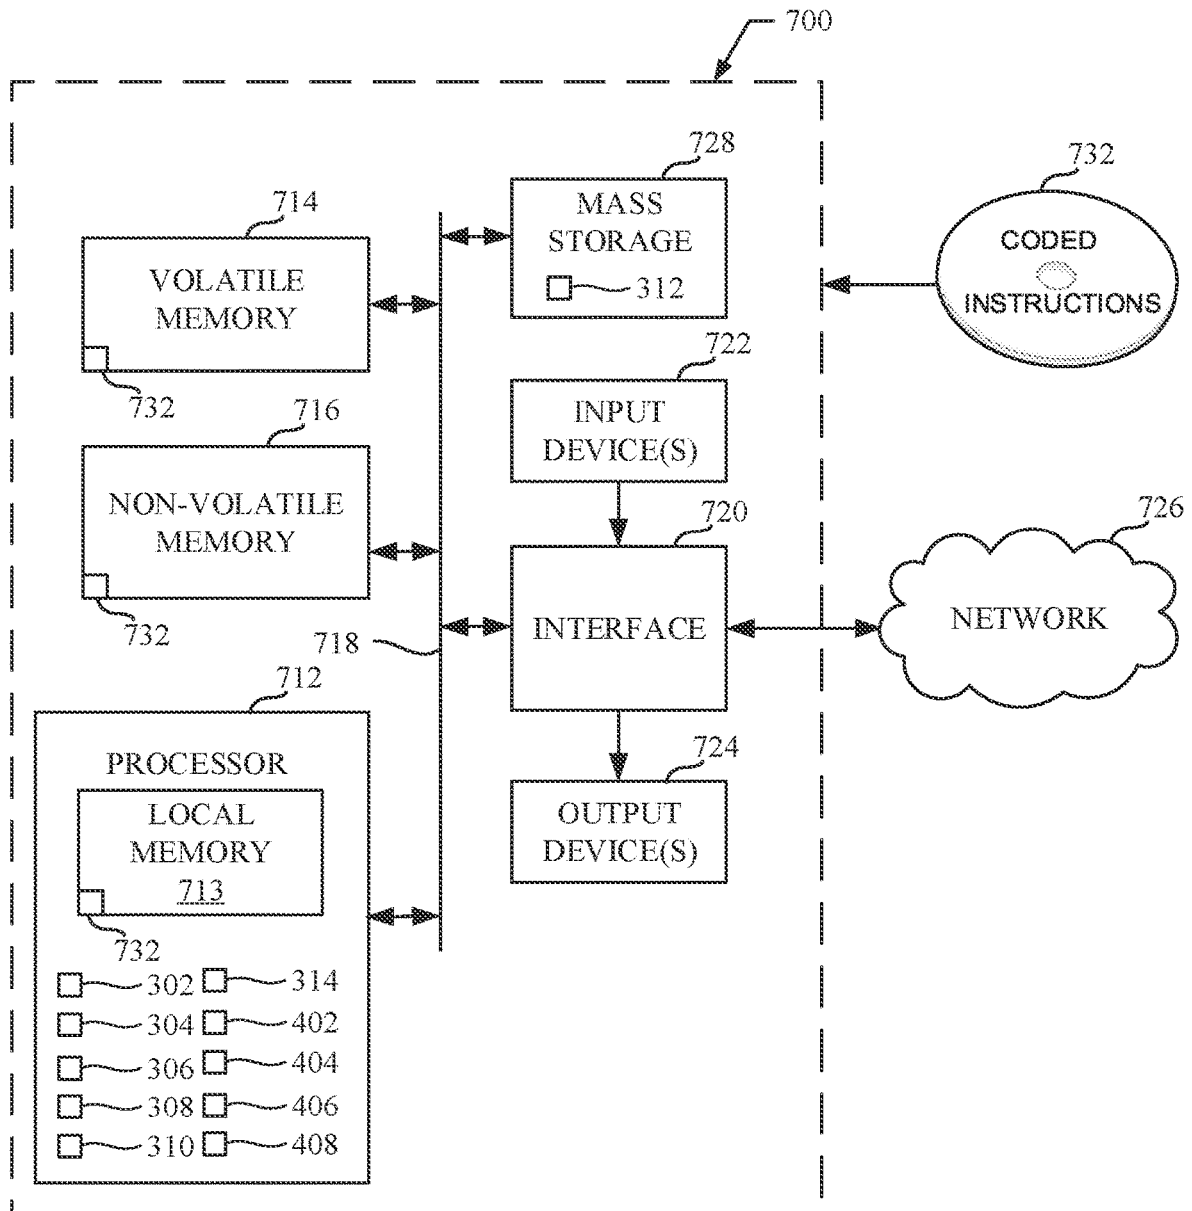 700
728
MASS
STORAGE
312
732
CODED
INSTRUCTIONS
714
VOLATILE
MEMORY
732
722
INPUT
DEVICE(S)
716
NON-VOLATILE
MEMORY
732
720
INTERFACE
726
NETWORK
718
712
PROCESSOR
LOCAL
MEMORY
713
732
724
OUTPUT
DEVICE(S)
302 314
304 402
306 404
308 406
310 408